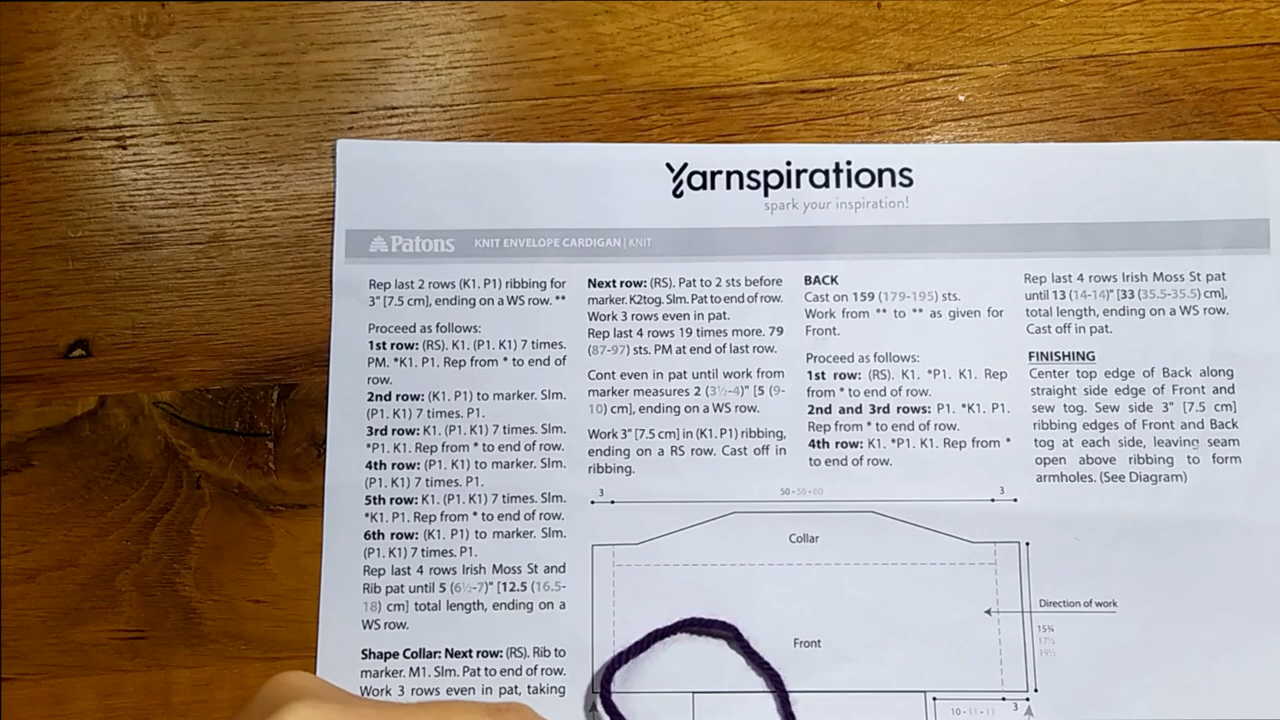 Yarnspirations
spark your inspiration!
Patons KNIT ENVELOPE CARDIGAN | KNIT
Rep last 2 rows (K1. P1) ribbing for
3" [7.5 cm], ending on a WS row. **
Proceed as follows:
1st row: (RS). K1. (P1. K1) 7 times.
PM. *K1. P1. Rep from * to end of
row.
2nd row: (K1. P1) to marker. Slm.
(P1. K1) 7 times. P1.
3rd row: K1. (P1. K1) 7 times. Slm.
*P1. K1. Rep from * to end of row.
4th row: (P1. K1) to marker. Slm.
(P1. K1) 7 times. P1.
5th row: K1. (P1. K1) 7 times. Slm.
*K1. P1. Rep from * to end of row.
6th row: (K1. P1) to marker. Slm.
(P1. K1) 7 times. P1.
Rep last 4 rows Irish Moss St and
Rib pat until 5 (6½-7)" [12.5 (16.5-
18) cm] total length, ending on a
WS row.
Shape Collar: Next row: (RS). Rib to
marker. M1. Slm. Pat to end of row.
Work 3 rows even in pat, taking
Next row: (RS). Pat to 2 sts before
marker. K2tog. Slm. Pat to end of row.
Work 3 rows even in pat.
Rep last 4 rows 19 times more. 79
(87-97) sts. PM at end of last row.
Cont even in pat until work from
marker measures 2 (3½-4)" [5 (9-
10) cm], ending on a WS row.
Work 3" [7.5 cm] in (K1. P1) ribbing,
ending on a RS row. Cast off in
ribbing.
BACK
Cast on 159 (179-195) sts.
Work from ** to ** as given for
Front.
Proceed as follows:
1st row: (RS). K1. *P1. K1. Rep
from * to end of row.
2nd and 3rd rows: P1. *K1. P1.
Rep from * to end of row.
4th row: K1. *P1. K1. Rep from *
to end of row.
Rep last 4 rows Irish Moss St pat
until 13 (14-14)" [33 (35.5-35.5) cm],
total length, ending on a WS row.
Cast off in pat.
FINISHING
Center top edge of Back along
straight side edge of Front and
sew tog. Sew side 3" [7.5 cm]
ribbing edges of Front and Back
tog at each side, leaving seam
open above ribbing to form
armholes. (See Diagram)
3 50-56-60 3
Collar
Direction of work
Front
15¾
17½
19½
10-11-11 3